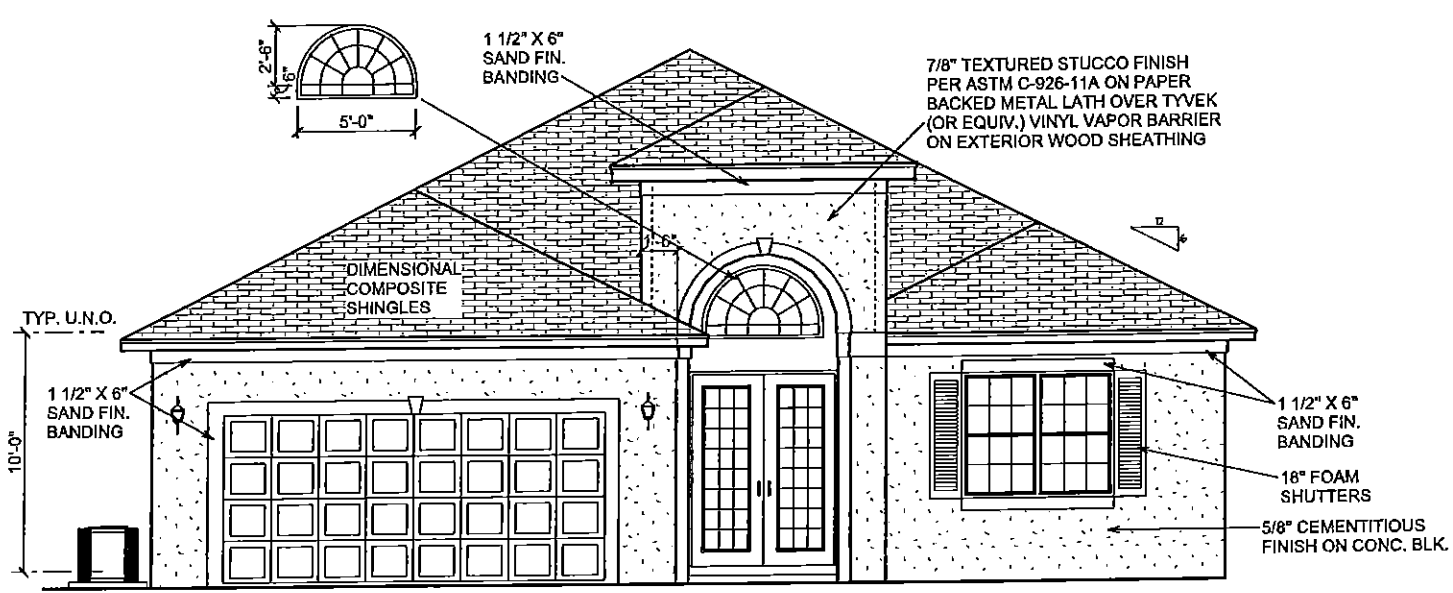 2'-6"
6"
5'-0"
1 1/2" X 6"
SAND FIN.
BANDING
7/8" TEXTURED STUCCO FINISH
PER ASTM C-926-11A ON PAPER
BACKED METAL LATH OVER TYVEK
(OR EQUIV.) VINYL VAPOR BARRIER
ON EXTERIOR WOOD SHEATHING
12
6
DIMENSIONAL
COMPOSITE
SHINGLES
TYP. U.N.O.
10'-0"
1 1/2" X 6"
SAND FIN.
BANDING
1 1/2" X 6"
SAND FIN.
BANDING
18" FOAM
SHUTTERS
5/8" CEMENTITIOUS
FINISH ON CONC. BLK.